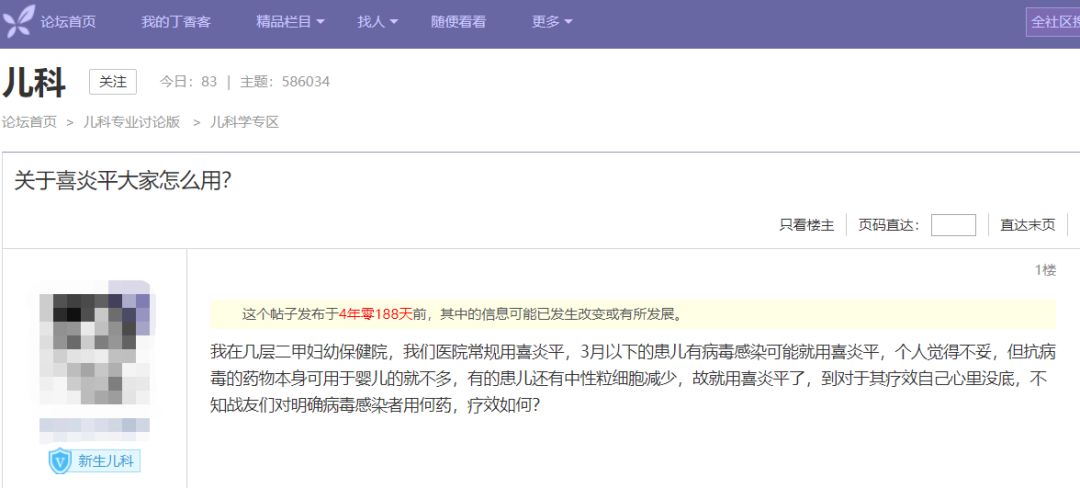 论坛首页 我的丁香客 精品栏目 找人 随便看看 更多 全社区搜
儿科 关注 今日：83 | 主题：586034
论坛首页 > 儿科专业讨论版 > 儿科学专区
关于喜炎平大家怎么用？
只看楼主 页码直达： 直达末页
1楼
这个帖子发布于4年零188天前，其中的信息可能已发生改变或有所发展。
我在几层二甲妇幼保健院，我们医院常规用喜炎平，3月以下的患儿有病毒感染可能就用喜炎平，个人觉得不妥，但抗病
毒的药物本身可用于婴儿的就不多，有的患儿还有中性粒细胞减少，故就用喜炎平了，到对于其疗效自己心里没底，不
知战友们对明确病毒感染者用何药，疗效如何？
V 新生儿科